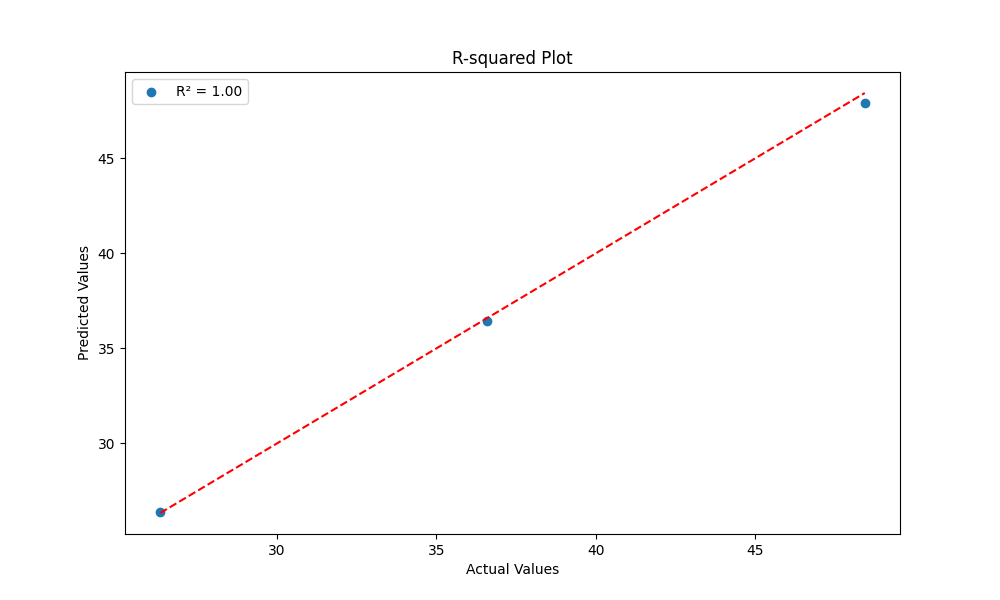 R-squared Plot
R² = 1.00
45
40
35
30
Predicted Values
30 35 40 45
Actual Values